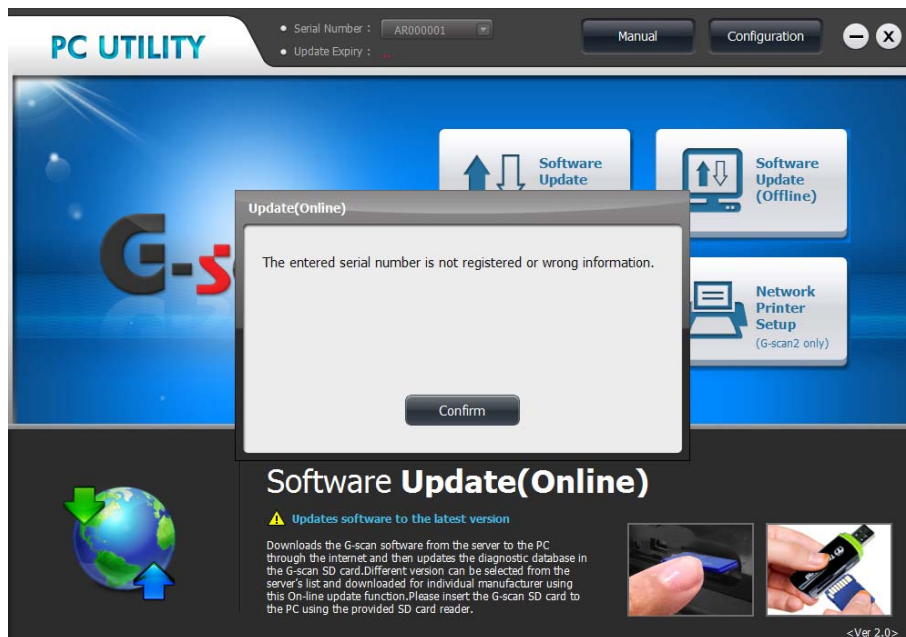 PC UTILITY
Serial Number :
AR000001
Update Expiry : ..
Manual
Configuration
Software
Update
Software
Update
(Offline)
G-s
Update(Online)
The entered serial number is not registered or wrong information.
Confirm
Network
Printer
Setup
(G-scan2 only)
Software Update(Online)
Updates software to the latest version
Downloads the G-scan software from the server to the PC
through the internet and then updates the diagnostic database in
the G-scan SD card.Different version can be selected from the
server's list and downloaded for individual manufacturer using
this On-line update function.Please insert the G-scan SD card to
the PC using the provided SD card reader.
<Ver 2.0>